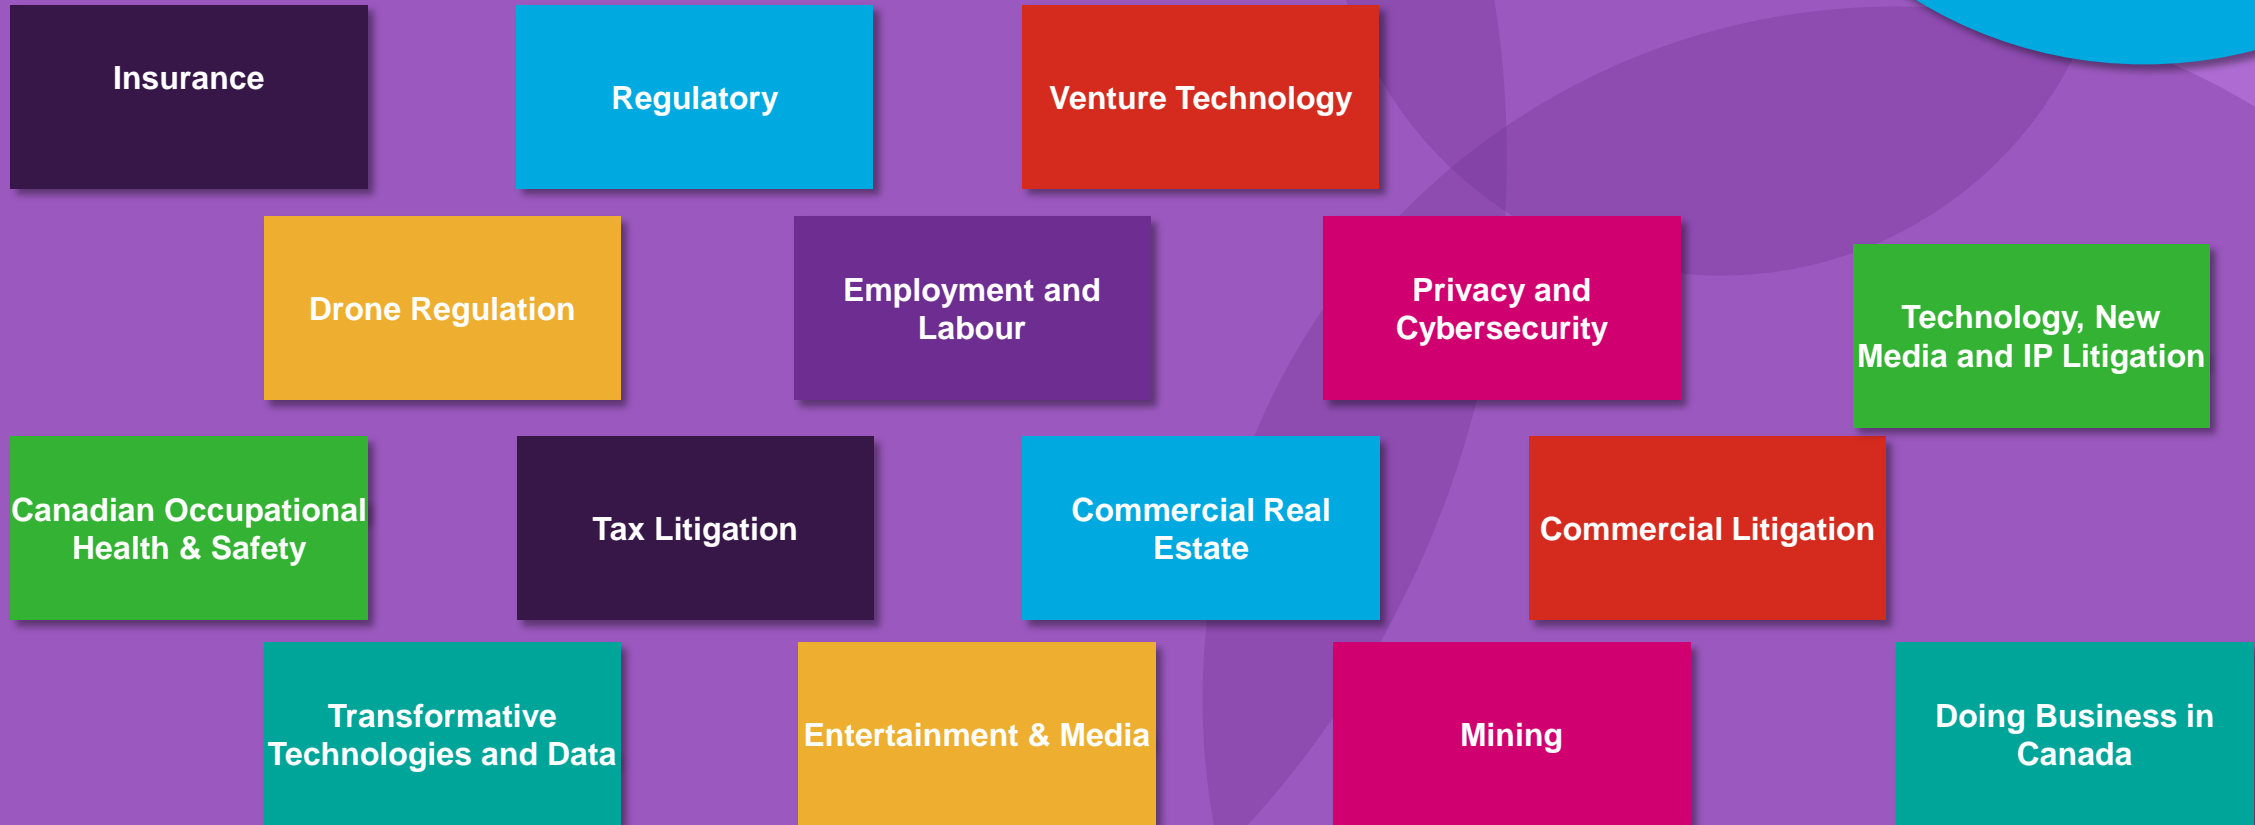 Insurance
Regulatory
Venture Technology
Drone Regulation
Employment and
Labour
Privacy and
Cybersecurity
Technology, New
Media and IP Litigation
Canadian Occupational
Health & Safety
Tax Litigation
Commercial Real
Estate
Commercial Litigation
Transformative
Technologies and Data
Entertainment & Media
Mining
Doing Business in
Canada